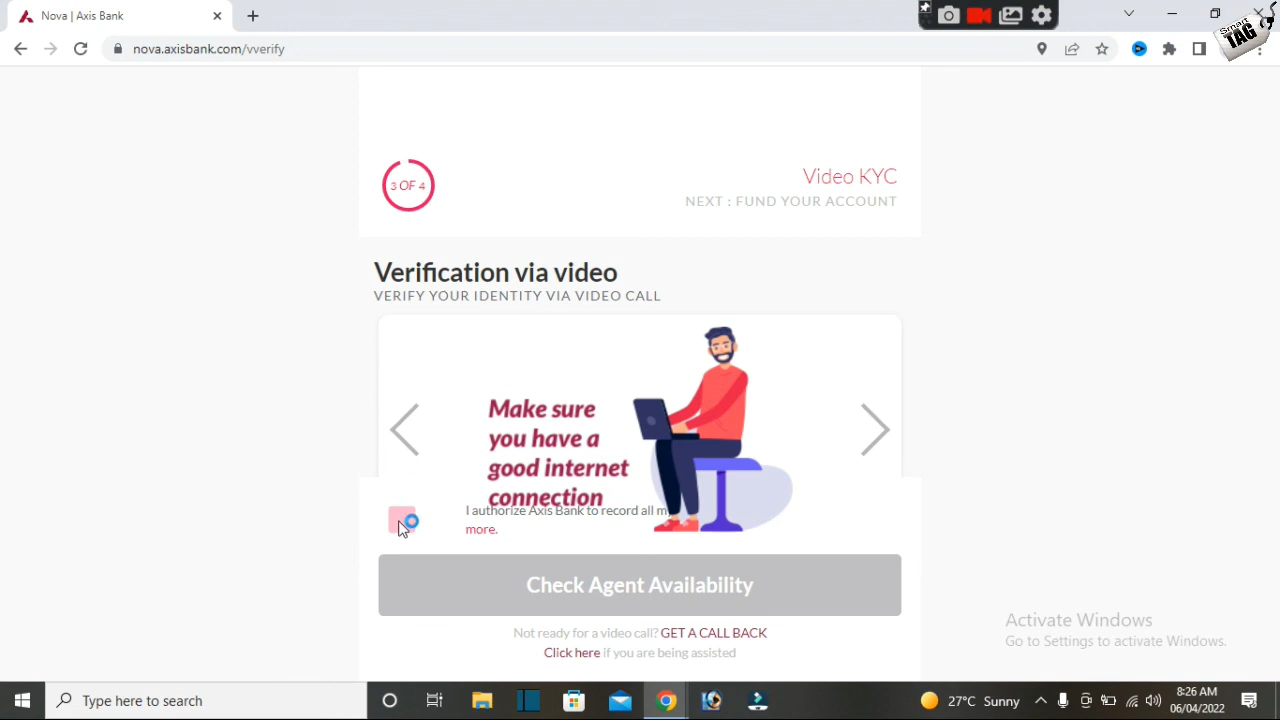 Nova | Axis Bank
nova.axisbank.com/vverify
Smart
TAG
3 OF 4
Video KYC
NEXT : FUND YOUR ACCOUNT
Verification via video
VERIFY YOUR IDENTITY VIA VIDEO CALL
Make sure
you have a
good internet
connection
I authorize Axis Bank to record all m
more.
Check Agent Availability
Not ready for a video call? GET A CALL BACK
Click here if you are being assisted
Activate Windows
Go to Settings to activate Windows.
Type here to search
27°C Sunny
8:26 AM
06/04/2022